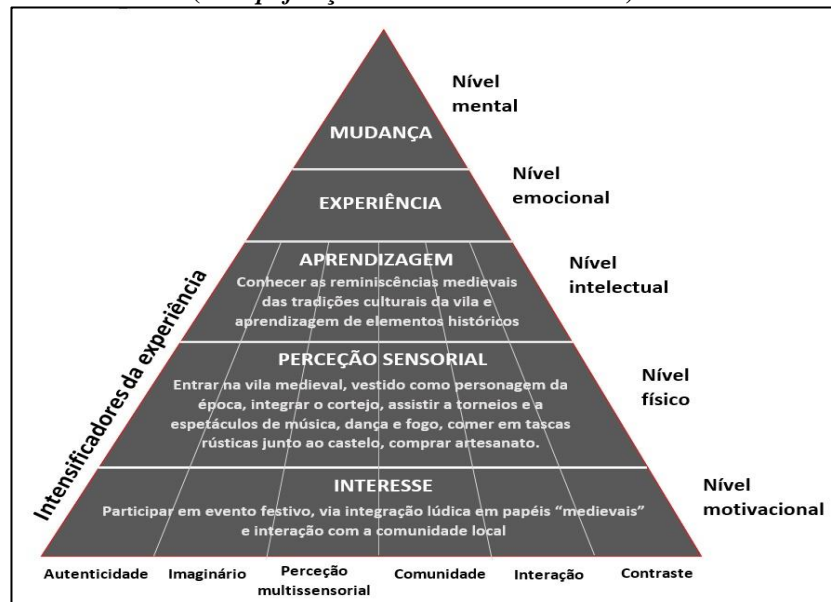 MUDANÇA
Nível
mental
EXPERIÊNCIA
Nível
emocional
APRENDIZAGEM
Conhecer as reminiscências medievais
das tradições culturais da vila e
aprendizagem de elementos históricos
Nível
intelectual
PERCEÇÃO SENSORIAL
Entrar na vila medieval, vestido como personagem da
época, integrar o cortejo, assistir a torneios e a
espetáculos de música, dança e fogo, comer em tascas
rústicas junto ao castelo, comprar artesanato.
Nível
físico
INTERESSE
Participar em evento festivo, via integração lúdica em papéis “medievais”
e interação com a comunidade local
Nível
motivacional
Intensificadores da experiência
Autenticidade
Imaginário
Perceção
multissensorial
Comunidade
Interação
Contraste